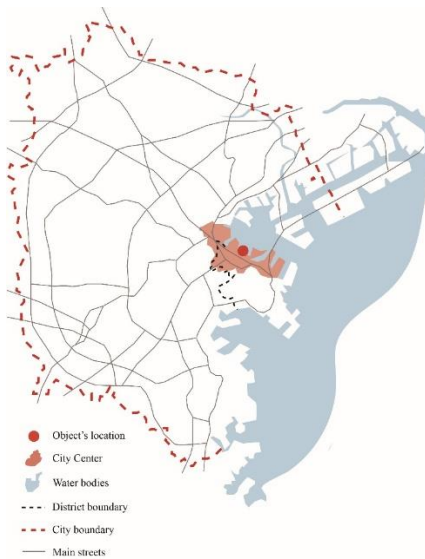 Object's location
City Center
Water bodies
District boundary
City boundary
Main streets